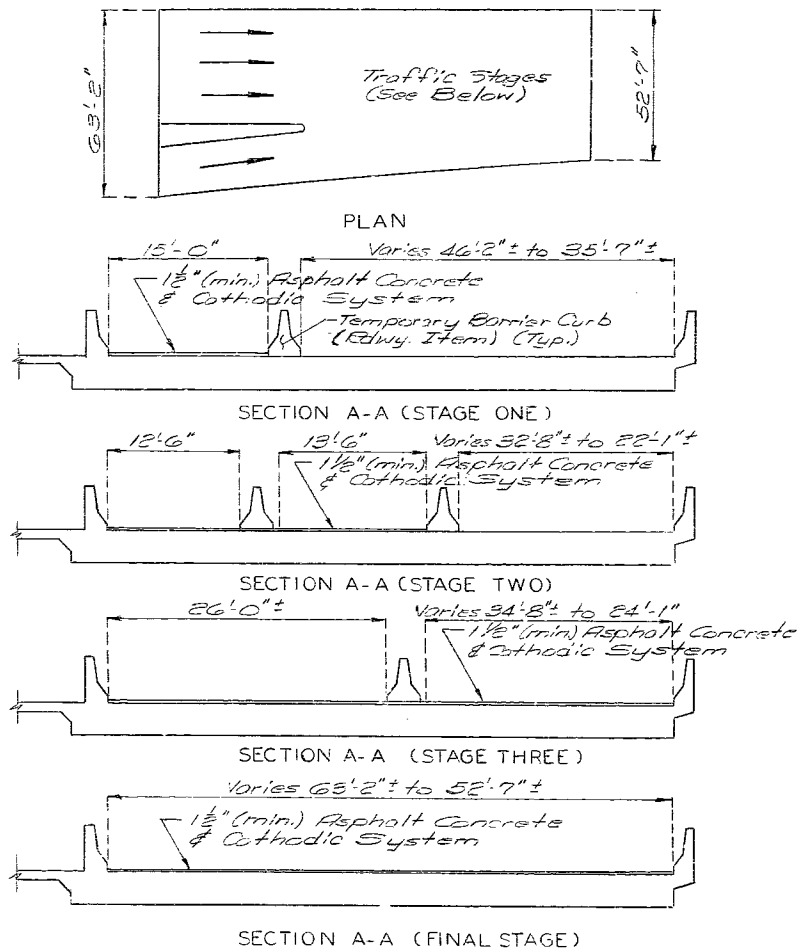 63'-2"
Traffic Stages
(See Below)
52'-7"
PLAN
15'-0"
Varies 46'-2"± to 35'-7"±
1½"(min.) Asphalt Concrete
& Cathodic System
Temporary Barrier Curb
(Rdwy. Item) (Typ.)
SECTION A-A (STAGE ONE)
12'-6"
13'-6"
Varies 32'-8"± to 22'-1"±
1½"(min.) Asphalt Concrete
& Cathodic System
SECTION A-A (STAGE TWO)
26'-0"±
Varies 34'-8"± to 24'-1"
1½"(min) Asphalt Concrete
& Cathodic System
SECTION A-A (STAGE THREE)
Varies 63'-2"± to 52'-7"±
1½"(min.) Asphalt Concrete
& Cathodic System
SECTION A-A (FINAL STAGE)